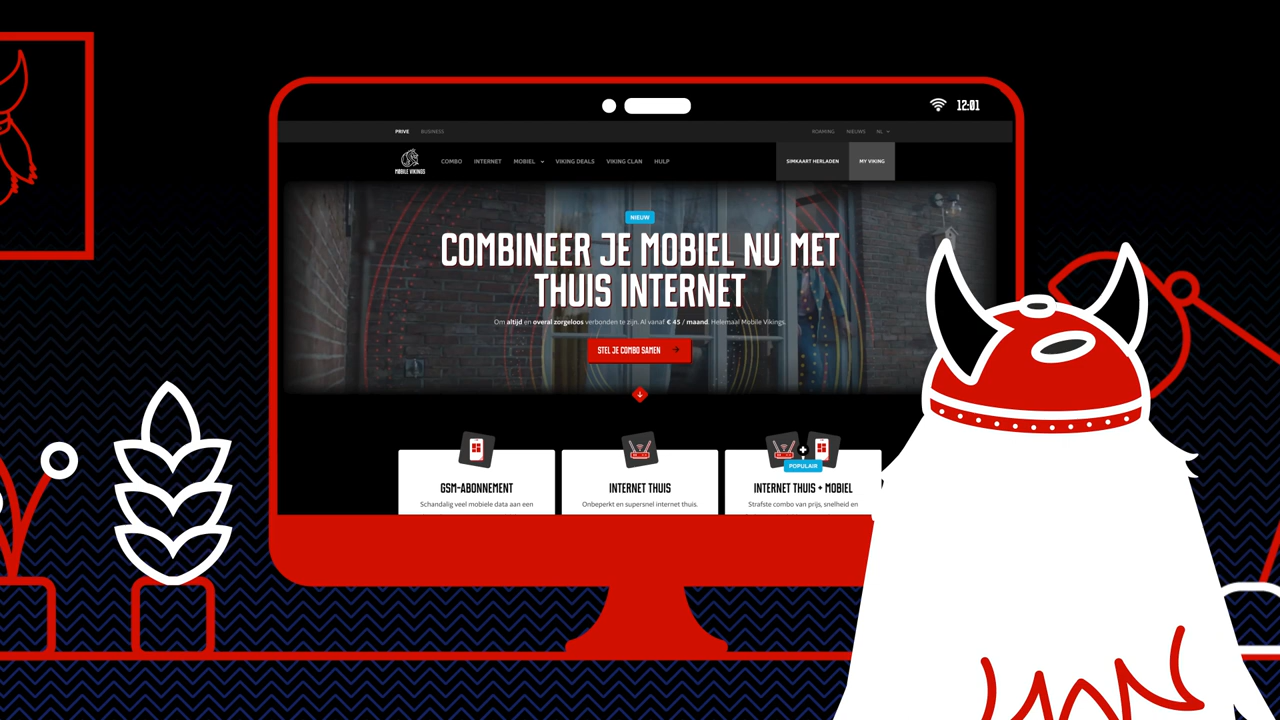 12:01
PRIVE BUSINESS ROAMING NIEUWS NL
MOBILE VIKINGS COMBO INTERNET MOBIEL VIKING DEALS VIKING CLAN HULP SIMKAART HERLADEN MY VIKING
NIEUW
COMBINEER JE MOBIEL NU MET
THUIS INTERNET
Om altijd en overal zorgeloos verbonden te zijn. Al vanaf € 45 / maand. Helemaal Mobile Vikings.
STEL JE COMBO SAMEN
POPULAIR
GSM-ABONNEMENT INTERNET THUIS INTERNET THUIS + MOBIEL
Schandalig veel mobiele data aan een Onbeperkt en supersnel internet thuis. Strafste combo van prijs, snelheid en